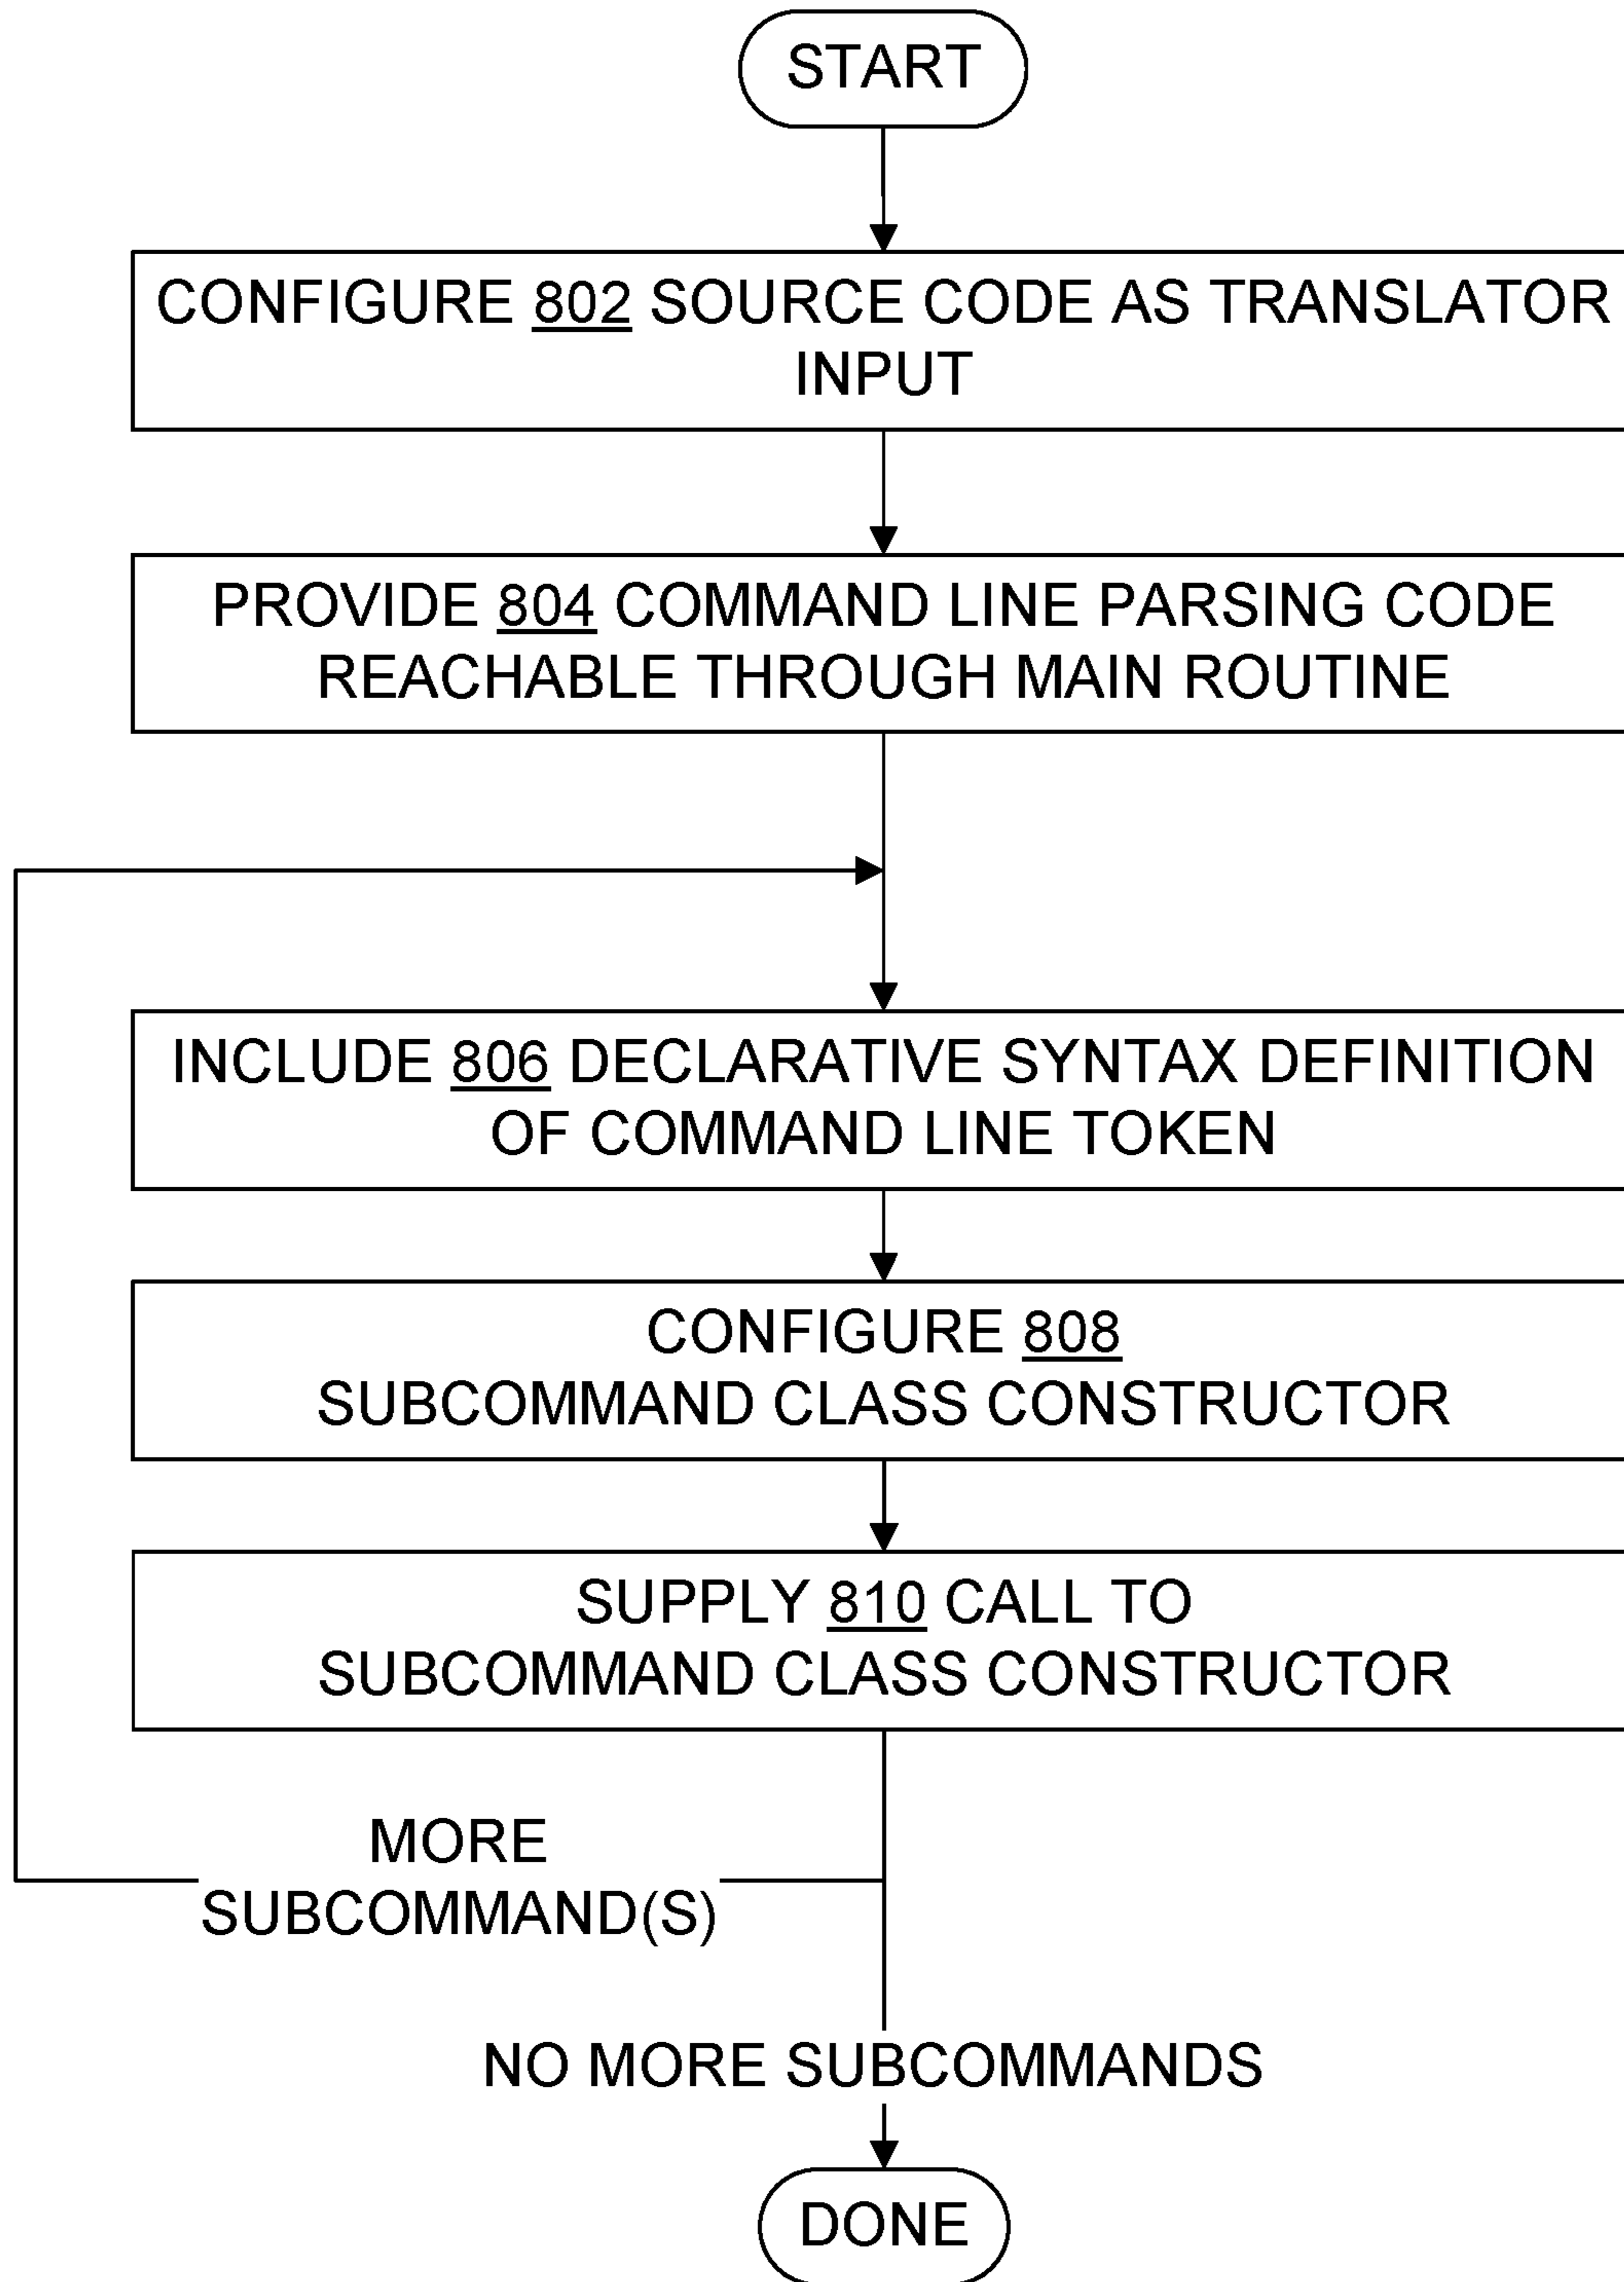 START
CONFIGURE 802 SOURCE CODE AS TRANSLATOR
INPUT
PROVIDE 804 COMMAND LINE PARSING CODE
REACHABLE THROUGH MAIN ROUTINE
INCLUDE 806 DECLARATIVE SYNTAX DEFINITION
OF COMMAND LINE TOKEN
CONFIGURE 808
SUBCOMMAND CLASS CONSTRUCTOR
SUPPLY 810 CALL TO
SUBCOMMAND CLASS CONSTRUCTOR
MORE
SUBCOMMAND(S)
NO MORE SUBCOMMANDS
DONE